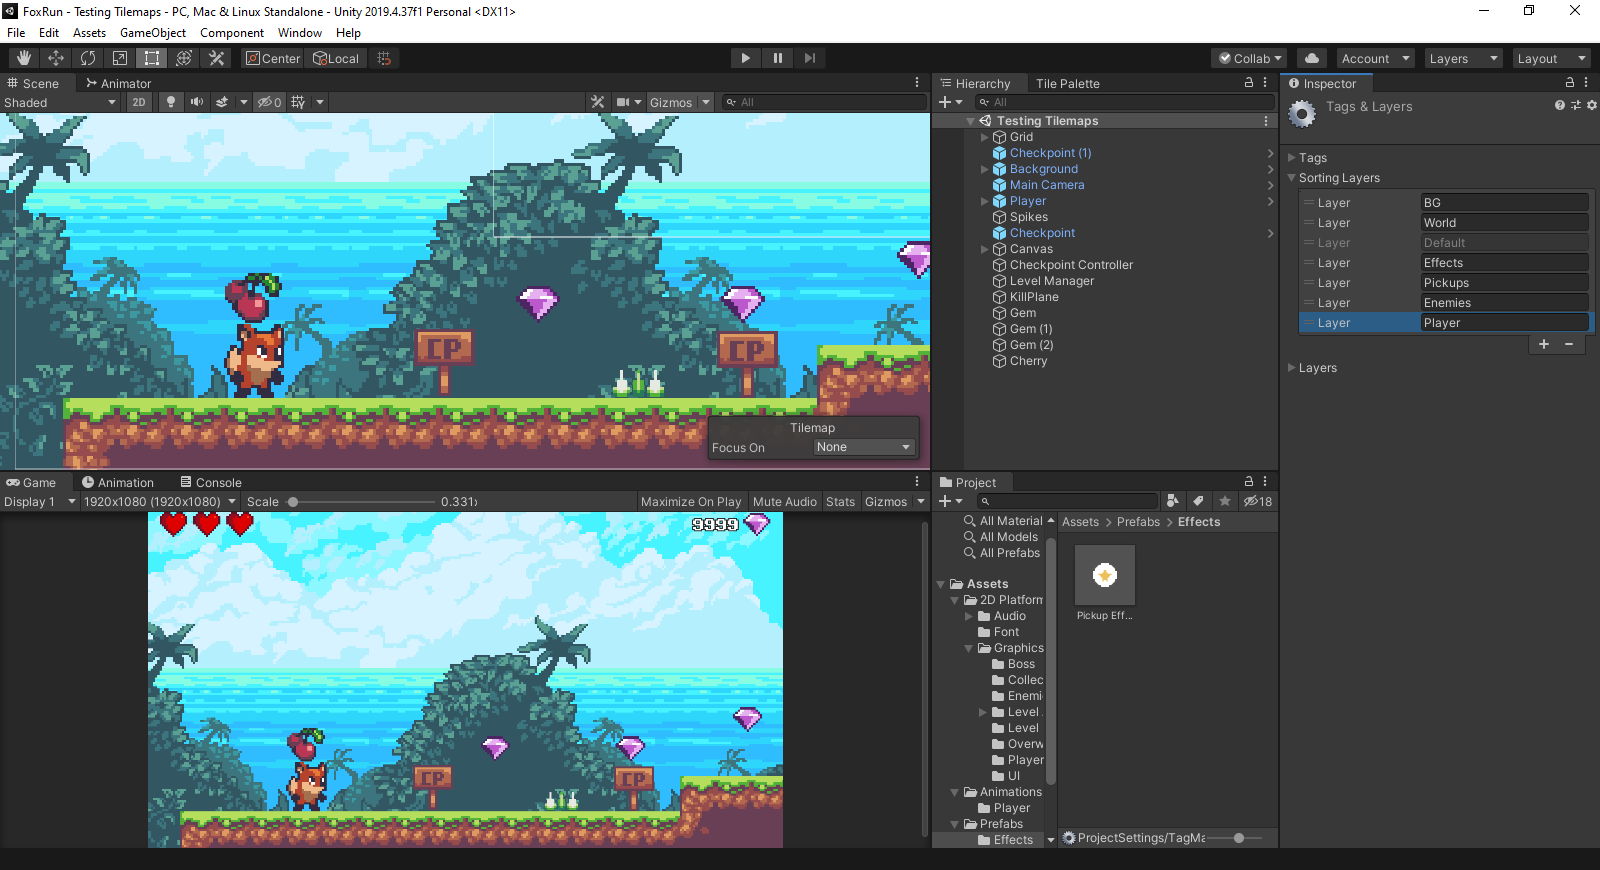 FoxRun - Testing Tilemaps - PC, Mac & Linux Standalone - Unity 2019.4.37f1 Personal <DX11>
File Edit Assets GameObject Component Window Help
Center Local Collab Account Layers Layout
Scene Animator
Shaded 2D 0 Gizmos All
CP
CP
Tilemap
Focus On None
Game Animation Console
Display 1 1920x1080 (1920x1080) Scale 0.331x Maximize On Play Mute Audio Stats Gizmos
9999
CP
CP
Hierarchy Tile Palette
All
Testing Tilemaps
Grid
Checkpoint (1)
Background
Main Camera
Player
Spikes
Checkpoint
Canvas
Checkpoint Controller
Level Manager
KillPlane
Gem
Gem (1)
Gem (2)
Cherry
Project
18
All Material
All Models
All Prefabs
Assets
2D Platforn
Audio
Font
Graphics
Boss
Collec
Enemi
Level
Level
Overw
Player
UI
Animations
Player
Prefabs
Effects
Assets > Prefabs > Effects
Pickup Eff...
ProjectSettings/TagMa
Inspector
Tags & Layers
Tags
Sorting Layers
Layer BG
Layer World
Layer Default
Layer Effects
Layer Pickups
Layer Enemies
Layer Player
+ −
Layers